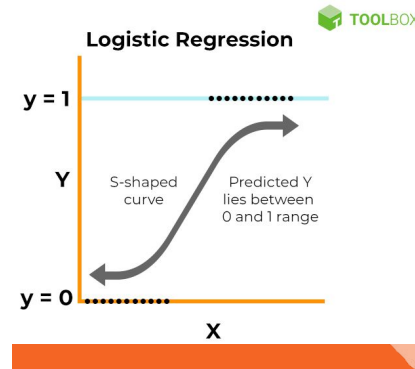 TOOLBOX
Logistic Regression
y = 1
Y
S-shaped
curve
Predicted Y
lies between
0 and 1 range
y = 0
X